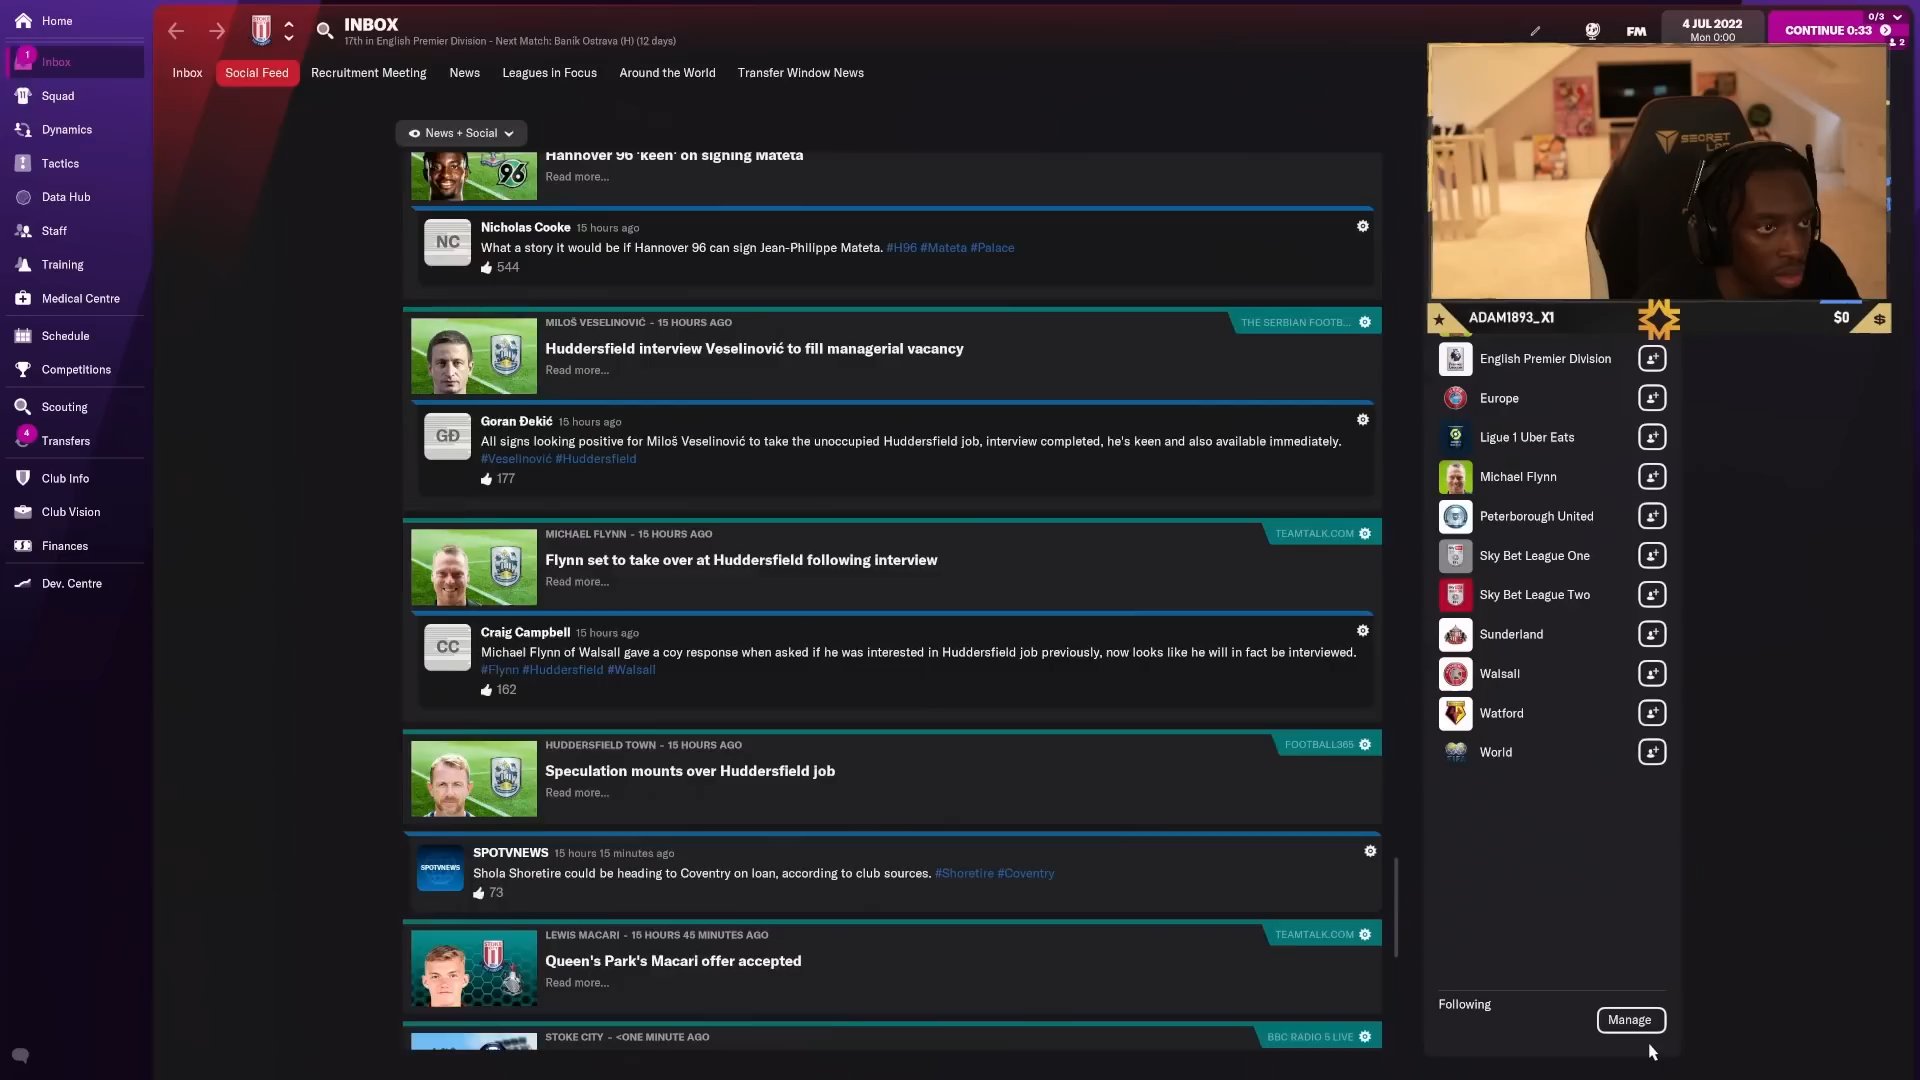 Home
1
Inbox
Squad
Dynamics
Tactics
Data Hub
Staff
Training
Medical Centre
Schedule
Competitions
Scouting
4
Transfers
Club Info
Club Vision
Finances
Dev. Centre
INBOX
17th in English Premier Division - Next Match: Baník Ostrava (H) (12 days)
FM
4 JUL 2022
Mon 0:00
0/3
CONTINUE 0:33
2
Inbox
Social Feed
Recruitment Meeting
News
Leagues in Focus
Around the World
Transfer Window News
News + Social
Hannover 96 'keen' on signing Mateta
Read more...
96
NC
Nicholas Cooke 15 hours ago
What a story it would be if Hannover 96 can sign Jean-Philippe Mateta. #H96 #Mateta #Palace
544
MILOŠ VESELINOVIĆ - 15 HOURS AGO
THE SERBIAN FOOTB...
Huddersfield interview Veselinović to fill managerial vacancy
Read more...
GĐ
Goran Đekić 15 hours ago
All signs looking positive for Miloš Veselinović to take the unoccupied Huddersfield job, interview completed, he's keen and also available immediately.
#Veselinović #Huddersfield
177
MICHAEL FLYNN - 15 HOURS AGO
TEAMTALK.COM
Flynn set to take over at Huddersfield following interview
Read more...
CC
Craig Campbell 15 hours ago
Michael Flynn of Walsall gave a coy response when asked if he was interested in Huddersfield job previously, now looks like he will in fact be interviewed.
#Flynn #Huddersfield #Walsall
162
HUDDERSFIELD TOWN - 15 HOURS AGO
FOOTBALL365
Speculation mounts over Huddersfield job
Read more...
SPOTVNEWS
SPOTVNEWS 15 hours 15 minutes ago
Shola Shoretire could be heading to Coventry on loan, according to club sources. #Shoretire #Coventry
73
LEWIS MACARI - 15 HOURS 45 MINUTES AGO
TEAMTALK.COM
Queen's Park's Macari offer accepted
Read more...
STOKE CITY - <ONE MINUTE AGO
BBC RADIO 5 LIVE
SECRET
LAB
ADAM1893_X1
$0
$
English Premier Division
Europe
Ligue 1 Uber Eats
Michael Flynn
Peterborough United
Sky Bet League One
Sky Bet League Two
Sunderland
Walsall
Watford
World
Following
Manage